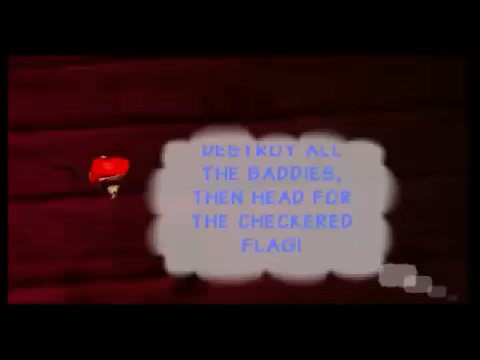 DESTROY ALL
THE BADDIES,
THEN HEAD FOR
THE CHECKERED
FLAG!